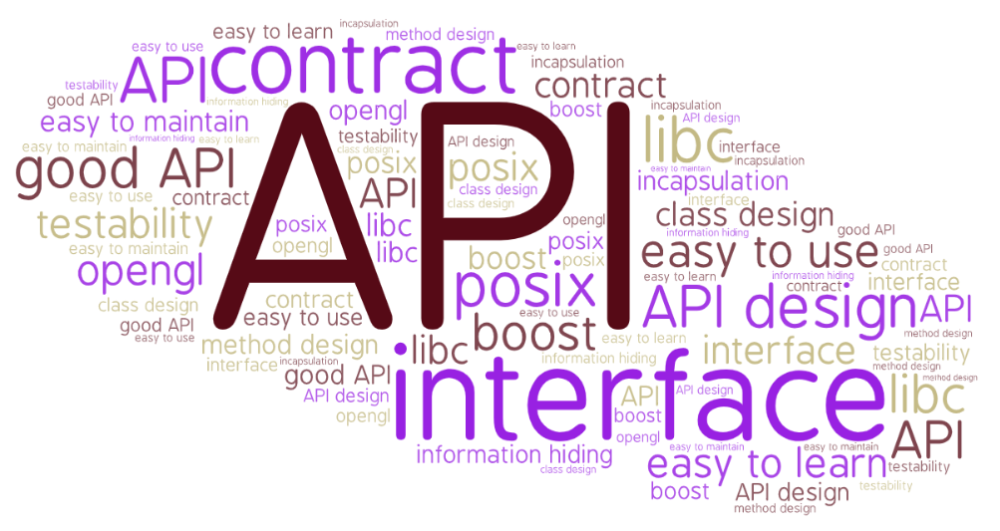 easy to learn
incapsulation
method design
easy to use
contract
easy to learn
API
incapsulation
testability
contract
good API
information hiding
opengl
boost
incapsulation
easy to maintain
API
testability
API design
libc
API design
information hiding
easy to learn
interface
easy to maintain
class design
good API
posix
posix
incapsulation
easy to maintain
incapsulation
easy to use
contract
API
class design
interface
class design
testability
posix
libc
opengl
class design
good API
information hiding
easy to maintain
opengl
libc
posix
easy to use
good API
opengl
boost
posix
contract
posix
easy to learn
information hiding
interface
class design
contract
API design
contract
API
easy to use
easy to use
good API
boost
easy to use
method design
easy to learn
method design
libc
interface
testability
interface
incapsulation
information hiding
method design
good API
interface
method design
API design
API
API design
libc
opengl
boost
API
opengl
information hiding
easy to maintain
easy to maintain
easy to learn
testability
class design
boost
API design
testability
method design